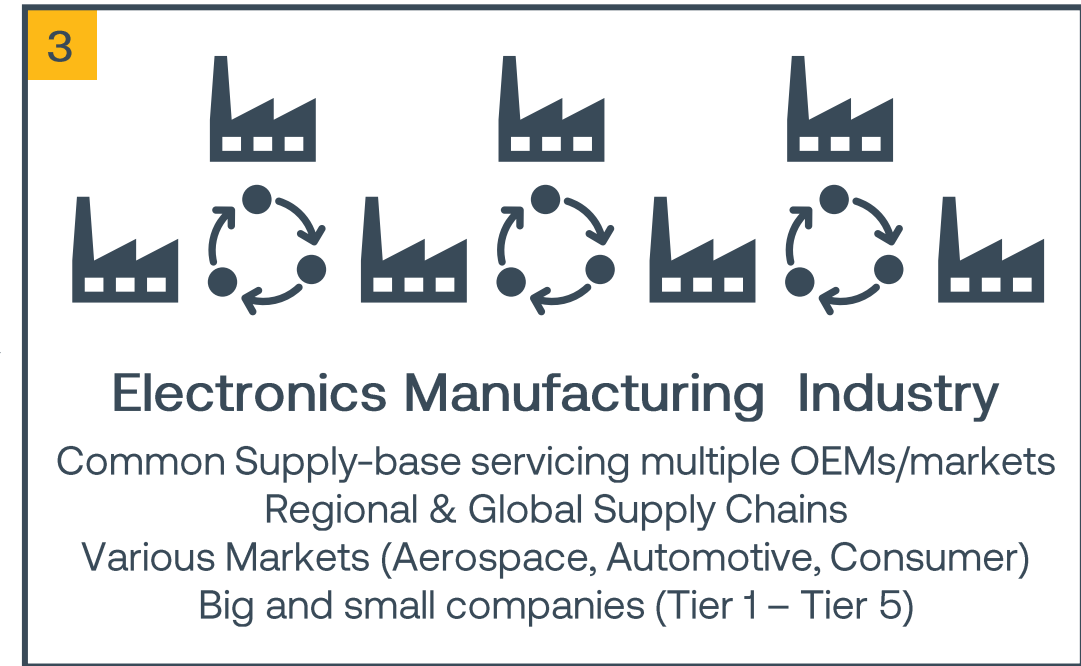 3
Electronics Manufacturing Industry
Common Supply-base servicing multiple OEMs/markets
Regional & Global Supply Chains
Various Markets (Aerospace, Automotive, Consumer)
Big and small companies (Tier 1 – Tier 5)